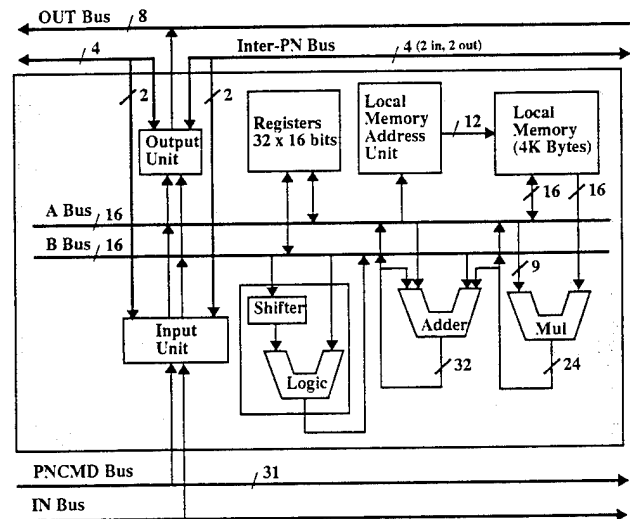 OUT Bus 8
4 Inter-PN Bus 4 (2 in, 2 out)
2 2
Output
Unit
Registers
32 x 16 bits
Local
Memory
Address
Unit
12
Local
Memory
(4K Bytes)
16 16
A Bus 16
B Bus 16
9
Shifter
Input
Unit
Logic
Adder
Mul
32
24
PNCMD Bus 31
IN Bus